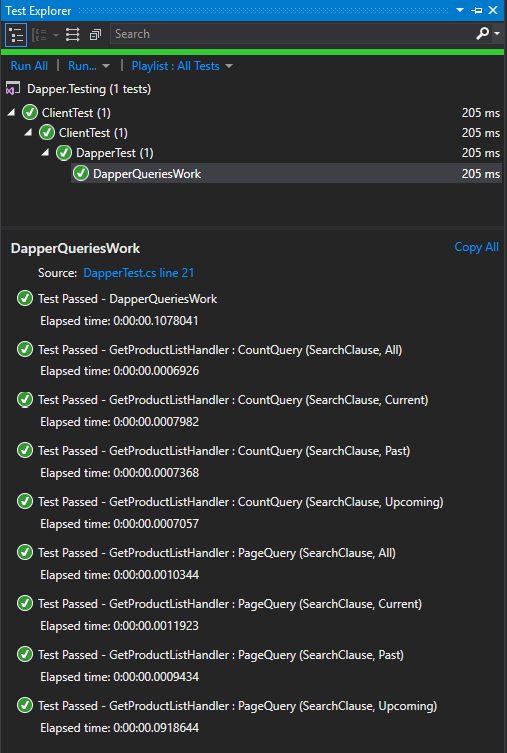 Test Explorer
Search
Run All | Run... | Playlist : All Tests
Dapper.Testing (1 tests)
ClientTest (1) 205 ms
ClientTest (1) 205 ms
DapperTest (1) 205 ms
DapperQueriesWork 205 ms
DapperQueriesWork Copy All
Source: DapperTest.cs line 21
Test Passed - DapperQueriesWork
Elapsed time: 0:00:00.1078041
Test Passed - GetProductListHandler : CountQuery (SearchClause, All)
Elapsed time: 0:00:00.0006926
Test Passed - GetProductListHandler : CountQuery (SearchClause, Current)
Elapsed time: 0:00:00.0007982
Test Passed - GetProductListHandler : CountQuery (SearchClause, Past)
Elapsed time: 0:00:00.0007368
Test Passed - GetProductListHandler : CountQuery (SearchClause, Upcoming)
Elapsed time: 0:00:00.0007057
Test Passed - GetProductListHandler : PageQuery (SearchClause, All)
Elapsed time: 0:00:00.0010344
Test Passed - GetProductListHandler : PageQuery (SearchClause, Current)
Elapsed time: 0:00:00.0011923
Test Passed - GetProductListHandler : PageQuery (SearchClause, Past)
Elapsed time: 0:00:00.0009434
Test Passed - GetProductListHandler : PageQuery (SearchClause, Upcoming)
Elapsed time: 0:00:00.0918644